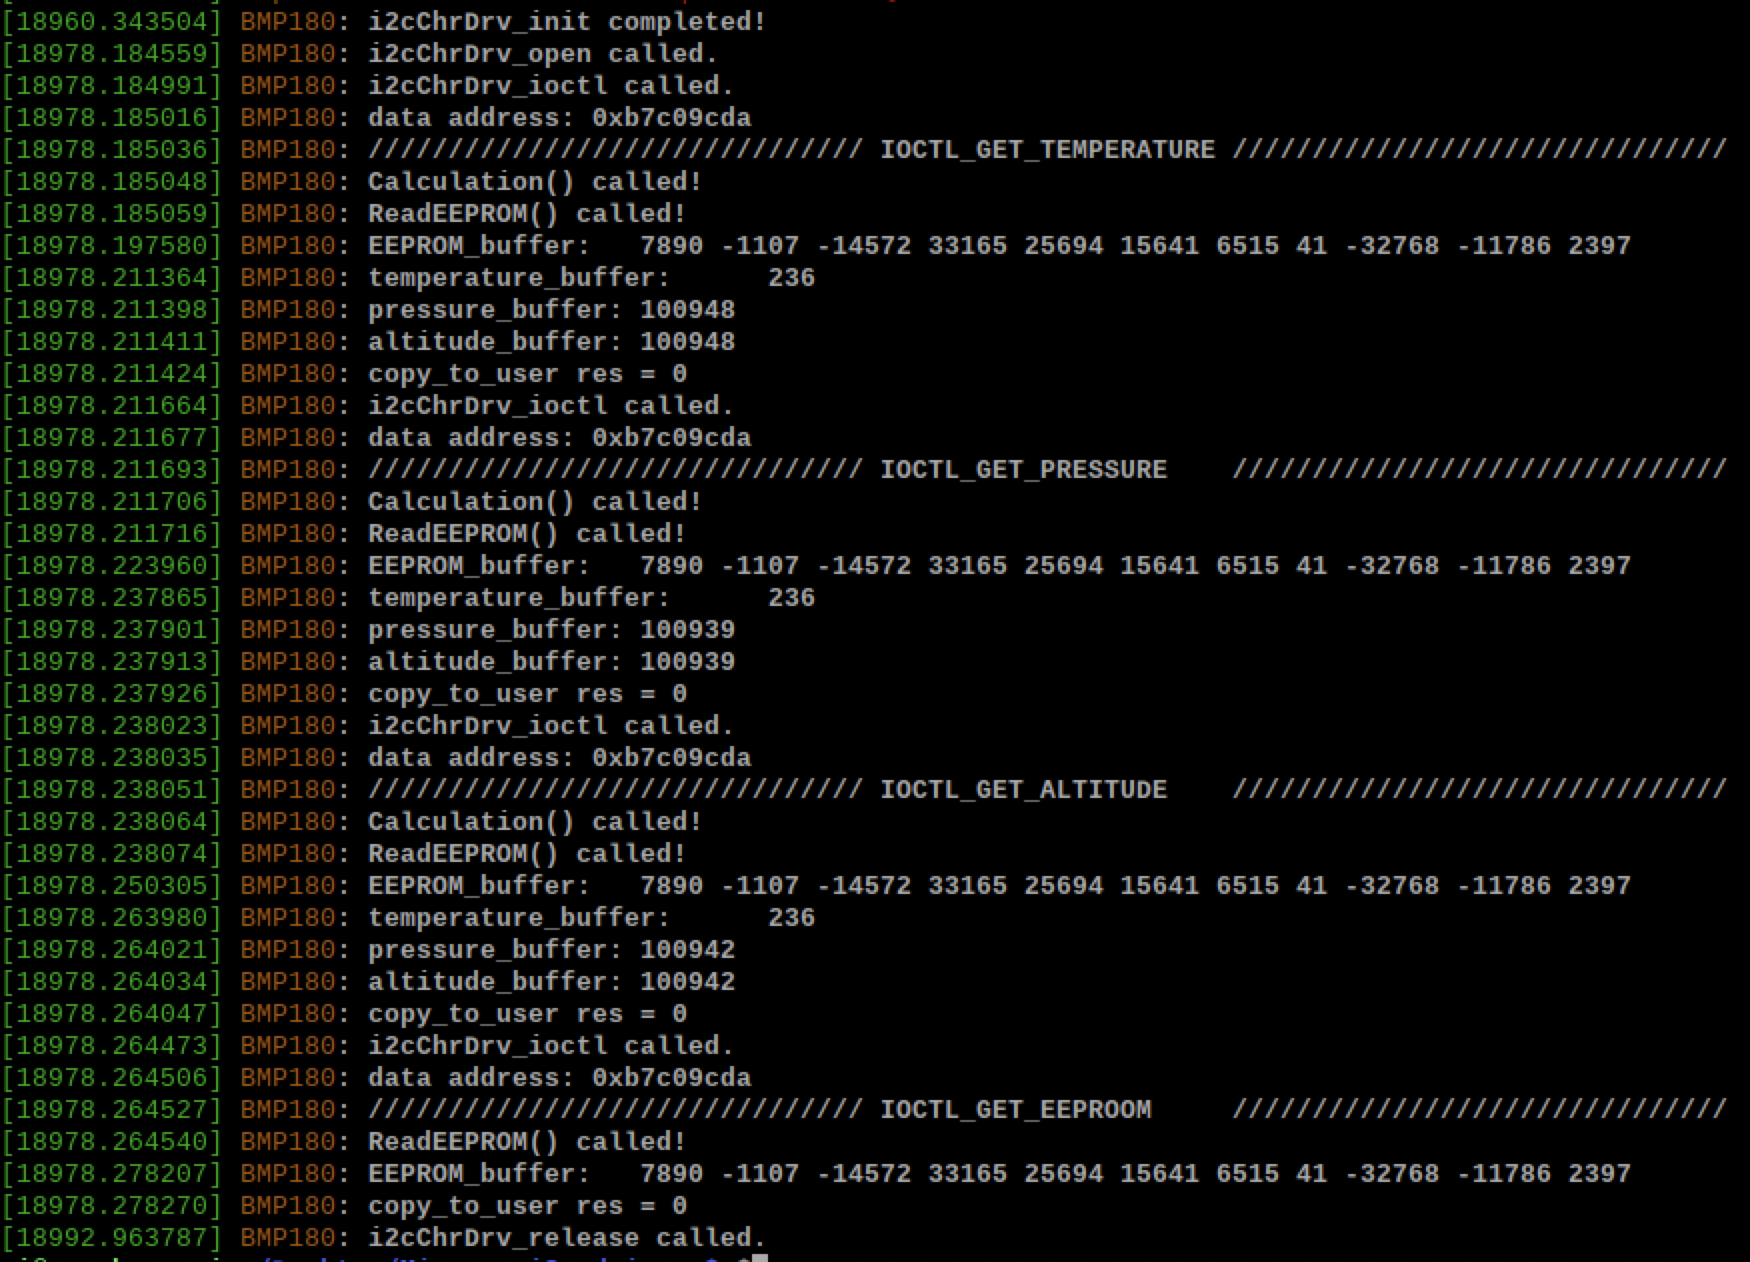 [18960.343504] BMP180: i2cChrDrv_init completed!
[18978.184559] BMP180: i2cChrDrv_open called.
[18978.184991] BMP180: i2cChrDrv_ioctl called.
[18978.185016] BMP180: data address: 0xb7c09cda
[18978.185036] BMP180: /////////////////////////////// IOCTL_GET_TEMPERATURE ///////////////////////////////
[18978.185048] BMP180: Calculation() called!
[18978.185059] BMP180: ReadEEPROM() called!
[18978.197580] BMP180: EEPROM_buffer:   7890 -1107 -14572 33165 25694 15641 6515 41 -32768 -11786 2397
[18978.211364] BMP180: temperature_buffer:      236
[18978.211398] BMP180: pressure_buffer: 100948
[18978.211411] BMP180: altitude_buffer: 100948
[18978.211424] BMP180: copy_to_user res = 0
[18978.211664] BMP180: i2cChrDrv_ioctl called.
[18978.211677] BMP180: data address: 0xb7c09cda
[18978.211693] BMP180: /////////////////////////////// IOCTL_GET_PRESSURE    ///////////////////////////////
[18978.211706] BMP180: Calculation() called!
[18978.211716] BMP180: ReadEEPROM() called!
[18978.223960] BMP180: EEPROM_buffer:   7890 -1107 -14572 33165 25694 15641 6515 41 -32768 -11786 2397
[18978.237865] BMP180: temperature_buffer:      236
[18978.237901] BMP180: pressure_buffer: 100939
[18978.237913] BMP180: altitude_buffer: 100939
[18978.237926] BMP180: copy_to_user res = 0
[18978.238023] BMP180: i2cChrDrv_ioctl called.
[18978.238035] BMP180: data address: 0xb7c09cda
[18978.238051] BMP180: /////////////////////////////// IOCTL_GET_ALTITUDE    ///////////////////////////////
[18978.238064] BMP180: Calculation() called!
[18978.238074] BMP180: ReadEEPROM() called!
[18978.250305] BMP180: EEPROM_buffer:   7890 -1107 -14572 33165 25694 15641 6515 41 -32768 -11786 2397
[18978.263980] BMP180: temperature_buffer:      236
[18978.264021] BMP180: pressure_buffer: 100942
[18978.264034] BMP180: altitude_buffer: 100942
[18978.264047] BMP180: copy_to_user res = 0
[18978.264473] BMP180: i2cChrDrv_ioctl called.
[18978.264506] BMP180: data address: 0xb7c09cda
[18978.264527] BMP180: /////////////////////////////// IOCTL_GET_EEPROOM     ///////////////////////////////
[18978.264540] BMP180: ReadEEPROM() called!
[18978.278207] BMP180: EEPROM_buffer:   7890 -1107 -14572 33165 25694 15641 6515 41 -32768 -11786 2397
[18978.278270] BMP180: copy_to_user res = 0
[18992.963787] BMP180: i2cChrDrv_release called.